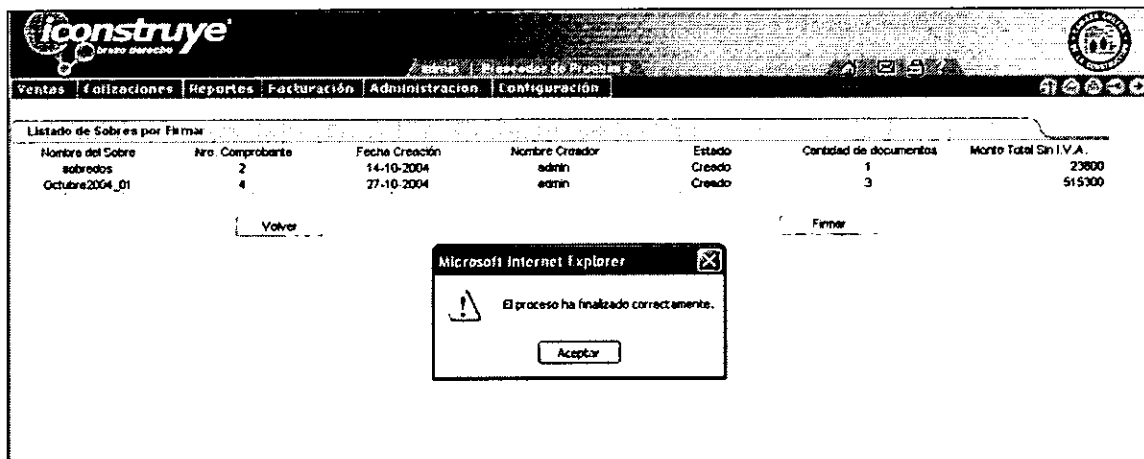 iconstruye
brazo derecho
admin | Proveedor de Pruebas 2
Ventas Cotizaciones Reportes Facturación Administracion Configuración
Listado de Sobres por Firmar
Nombre del Sobre Nro. Comprobante Fecha Creación Nombre Creador Estado Cantidad de documentos Monto Total Sin I.V.A.
sobredos 2 14-10-2004 admin Creado 1 23800
Octubre2004_01 4 27-10-2004 admin Creado 3 515300
Volver Firmar
Microsoft Internet Explorer
El proceso ha finalizado correctamente.
Aceptar